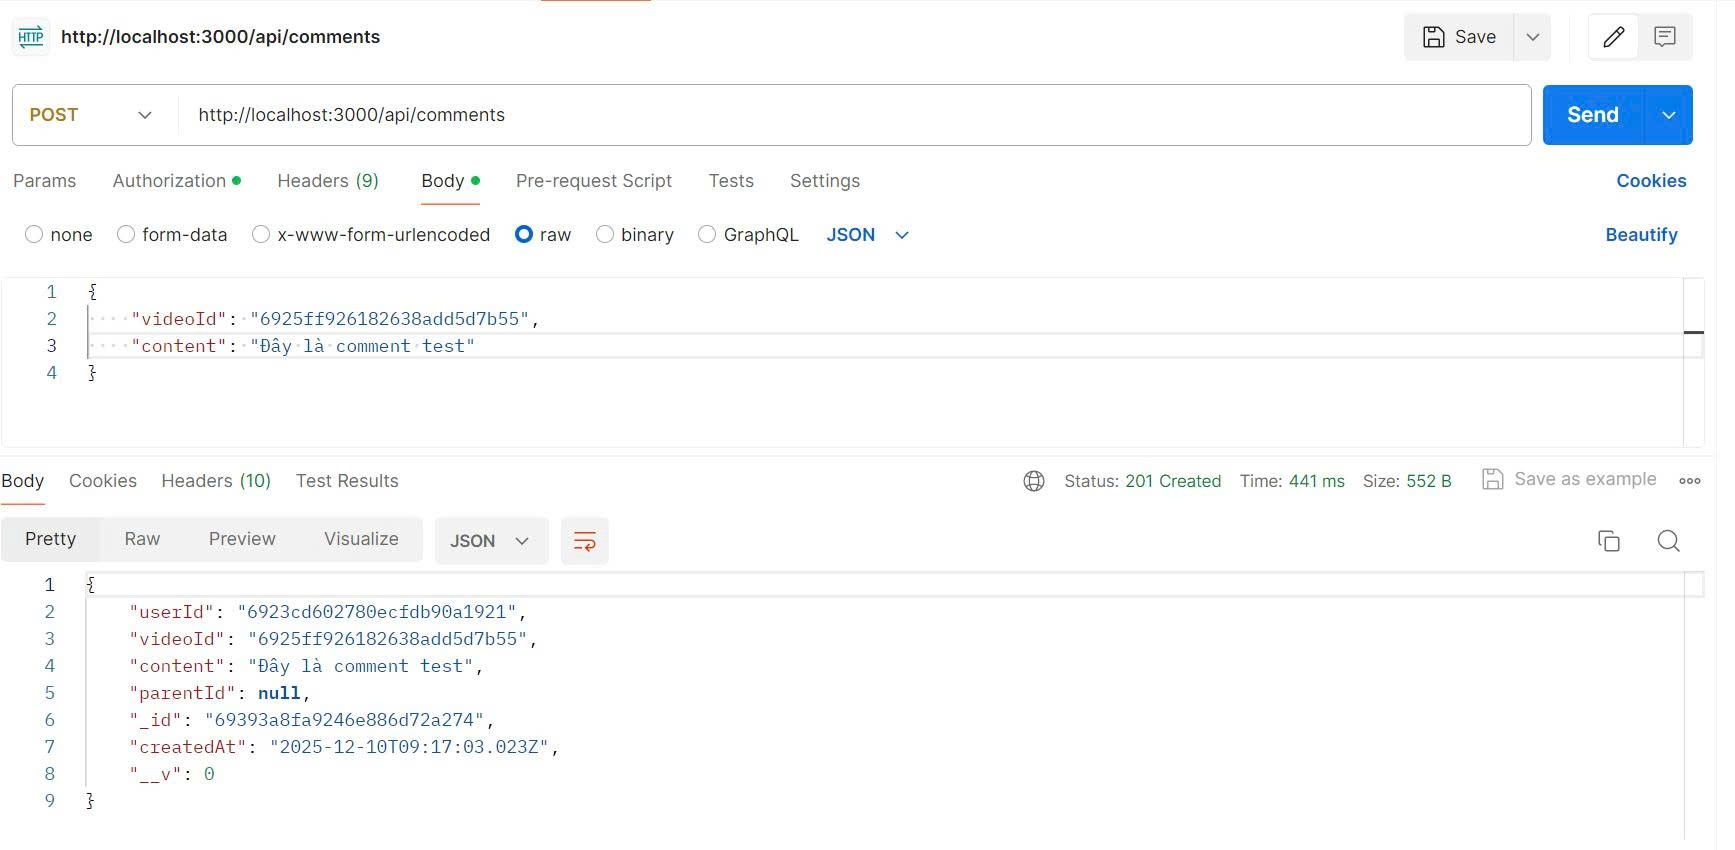 HTTP http://localhost:3000/api/comments Save
POST http://localhost:3000/api/comments Send
Params Authorization Headers (9) Body Pre-request Script Tests Settings Cookies
none form-data x-www-form-urlencoded raw binary GraphQL JSON Beautify
1 {
2 "videoId": "6925ff926182638add5d7b55",
3 "content": "Đây là comment test"
4 }
Body Cookies Headers (10) Test Results Status: 201 Created Time: 441 ms Size: 552 B Save as example
Pretty Raw Preview Visualize JSON
1 {
2 "userId": "6923cd602780ecfdb90a1921",
3 "videoId": "6925ff926182638add5d7b55",
4 "content": "Đây là comment test",
5 "parentId": null,
6 "_id": "69393a8fa9246e886d72a274",
7 "createdAt": "2025-12-10T09:17:03.023Z",
8 "__v": 0
9 }